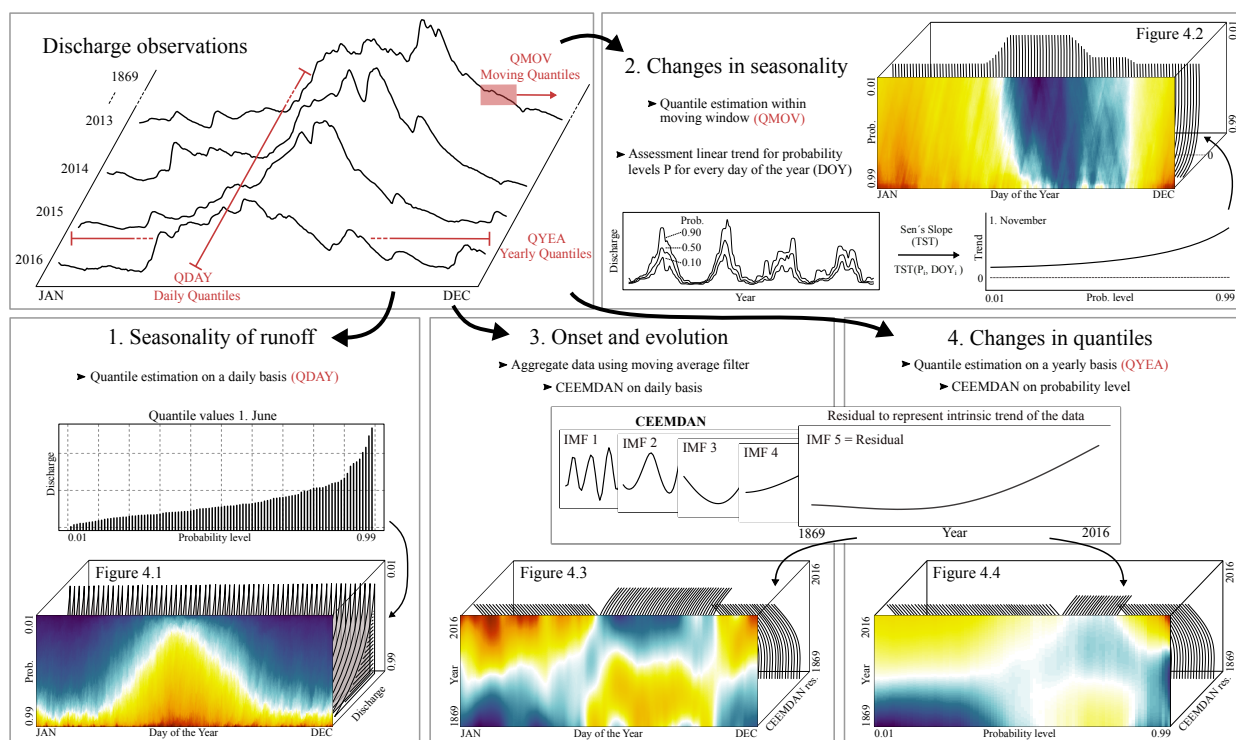 Discharge observations
1869
2013
2014
2015
2016
JAN
DEC
QMOV
Moving Quantiles
QYEA
Yearly Quantiles
QDAY
Daily Quantiles
2. Changes in seasonality
➤ Quantile estimation within
moving window (QMOV)
➤ Assessment linear trend for probability
levels P for every day of the year (DOY)
Figure 4.2
0.01
0.99
0
0.01
Prob.
0.99
JAN
Day of the Year
DEC
Discharge
Prob.
0.90
0.50
0.10
Year
Sen´s Slope
(TST)
TST(Pi, DOYi )
1. November
Trend
0
0.01
Prob. level
0.99
1. Seasonality of runoff
➤ Quantile estimation on a daily basis (QDAY)
Quantile values 1. June
Discharge
0.01
Probability level
0.99
Figure 4.1
0.01
0.99
Discharge
0.01
Prob.
0.99
JAN
Day of the Year
DEC
3. Onset and evolution
➤ Aggregate data using moving average filter
➤ CEEMDAN on daily basis
4. Changes in quantiles
➤ Quantile estimation on a yearly basis (QYEA)
➤ CEEMDAN on probability level
CEEMDAN
IMF 1
IMF 2
IMF 3
IMF 4
Residual to represent intrinsic trend of the data
IMF 5 = Residual
1869
Year
2016
Figure 4.3
2016
1869
CEEMDAN res.
2016
Year
1869
JAN
Day of the Year
DEC
Figure 4.4
2016
1869
CEEMDAN res.
2016
Year
1869
0.01
Probability level
0.99